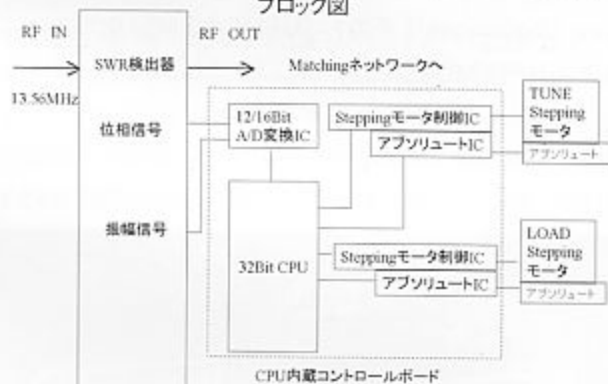 ブロック図
RF IN
RF OUT
SWR検出器
Matchingネットワークへ
13.56MHz
位相信号
12/16Bit
A/D変換IC
Steppingモータ制御IC
アブソリュートIC
TUNE
Stepping
モータ
アブソリュート
振幅信号
32Bit CPU
Steppingモータ制御IC
アブソリュートIC
LOAD
Stepping
モータ
アブソリュート
CPU内蔵コントロールボード